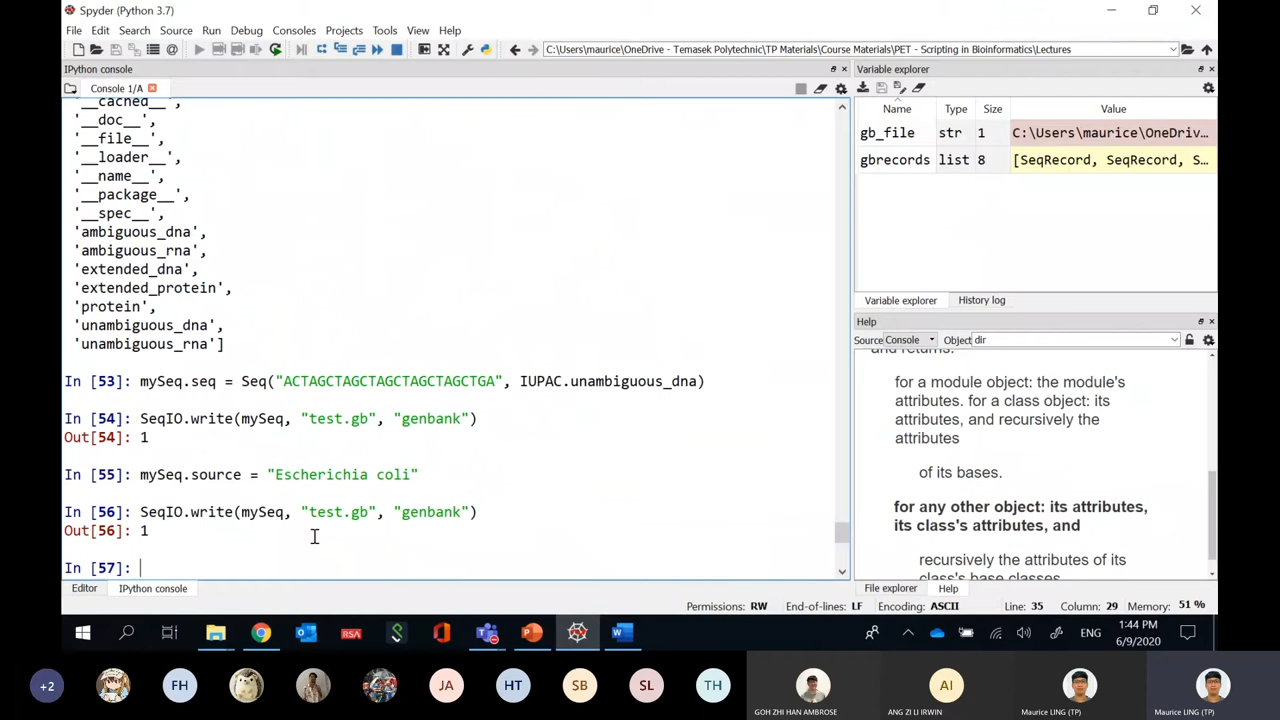 Spyder (Python 3.7)
File Edit Search Source Run Debug Consoles Projects Tools View Help
C:\Users\maurice\OneDrive - Temasek Polytechnic\TP Materials\Course Materials\PET - Scripting in Bioinformatics\Lectures
IPython console
Console 1/A
'__cached__',
'__doc__',
'__file__',
'__loader__',
'__name__',
'__package__',
'__spec__',
'ambiguous_dna',
'ambiguous_rna',
'extended_dna',
'extended_protein',
'protein',
'unambiguous_dna',
'unambiguous_rna']
In [53]: mySeq.seq = Seq("ACTAGCTAGCTAGCTAGCTAGCTGA", IUPAC.unambiguous_dna)
In [54]: SeqIO.write(mySeq, "test.gb", "genbank")
Out[54]: 1
In [55]: mySeq.source = "Escherichia coli"
In [56]: SeqIO.write(mySeq, "test.gb", "genbank")
Out[56]: 1
In [57]:
Editor IPython console
Variable explorer
Name Type Size Value
gb_file str 1 C:\Users\maurice\OneDriv…
gbrecords list 8 [SeqRecord, SeqRecord, S…
Variable explorer History log
Help
Source Console Object dir
and returns:
for a module object: the module's
attributes. for a class object: its
attributes, and recursively the
attributes
of its bases.
for any other object: its attributes,
its class's attributes, and
recursively the attributes of its
class's base classes
File explorer Help
Permissions: RW End-of-lines: LF Encoding: ASCII Line: 35 Column: 29 Memory: 51 %
RSA
ENG
1:44 PM
6/9/2020
+2 FH JA HT SB SL TH AI
GOH ZHI HAN AMBROSE ANG ZI LI IRWIN Maurice LING (TP) Maurice LING (TP)